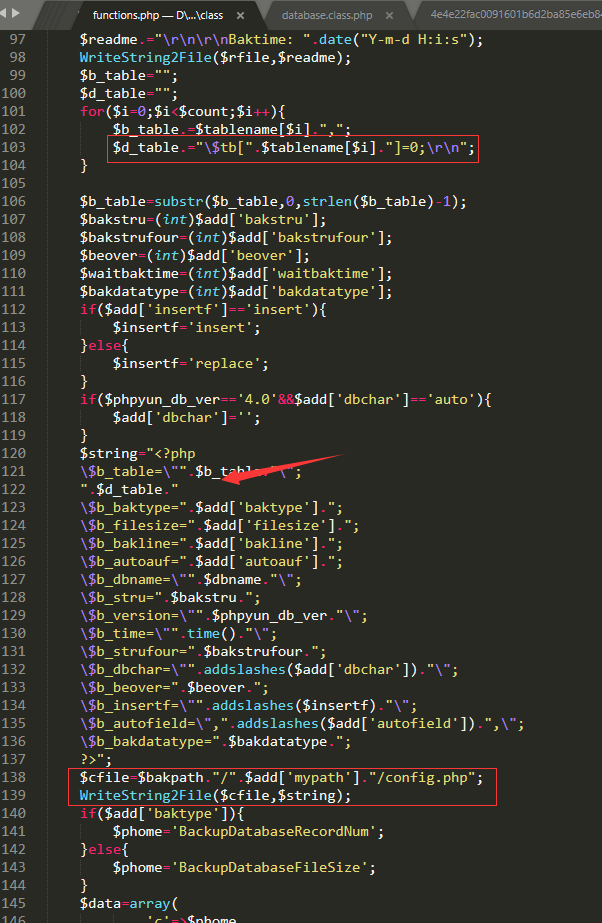 functions.php — D\...\class × database.class.php × 4e4e22fac0091601b6d2ba85e6eb8
97 $readme.="\r\n\r\nBaktime: ".date("Y-m-d H:i:s");
98 WriteString2File($rfile,$readme);
99 $b_table="";
100 $d_table="";
101 for($i=0;$i<$count;$i++){
102 $b_table.=$tablename[$i].",";
103 $d_table.="\$tb[".$tablename[$i]."]=0;\r\n";
104 }
105
106 $b_table=substr($b_table,0,strlen($b_table)-1);
107 $bakstru=(int)$add['bakstru'];
108 $bakstrufour=(int)$add['bakstrufour'];
109 $beover=(int)$add['beover'];
110 $waitbaktime=(int)$add['waitbaktime'];
111 $bakdatatype=(int)$add['bakdatatype'];
112 if($add['insertf']=='insert'){
113 $insertf='insert';
114 }else{
115 $insertf='replace';
116 }
117 if($phpyun_db_ver=='4.0'&&$add['dbchar']=='auto'){
118 $add['dbchar']='';
119 }
120 $string="<?php
121 \$b_table=\"".$b_table."\";
122 ".$d_table."
123 \$b_baktype=".$add['baktype'].";
124 \$b_filesize=".$add['filesize'].";
125 \$b_bakline=".$add['bakline'].";
126 \$b_autoauf=".$add['autoauf'].";
127 \$b_dbname=\"".$dbname."\";
128 \$b_stru=".$bakstru.";
129 \$b_version=\"".$phpyun_db_ver."\";
130 \$b_time=\"".time()."\";
131 \$b_strufour=".$bakstrufour.";
132 \$b_dbchar=\"".addslashes($add['dbchar'])."\";
133 \$b_beover=".$beover.";
134 \$b_insertf=\"".addslashes($insertf)."\";
135 \$b_autofield=\",".addslashes($add['autofield']).",\";
136 \$b_bakdatatype=".$bakdatatype.";
137 ?>";
138 $cfile=$bakpath."/".$add['mypath']."/config.php";
139 WriteString2File($cfile,$string);
140 if($add['baktype']){
141 $phome='BackupDatabaseRecordNum';
142 }else{
143 $phome='BackupDatabaseFileSize';
144 }
145 $data=array(
146 'c'=>$phome